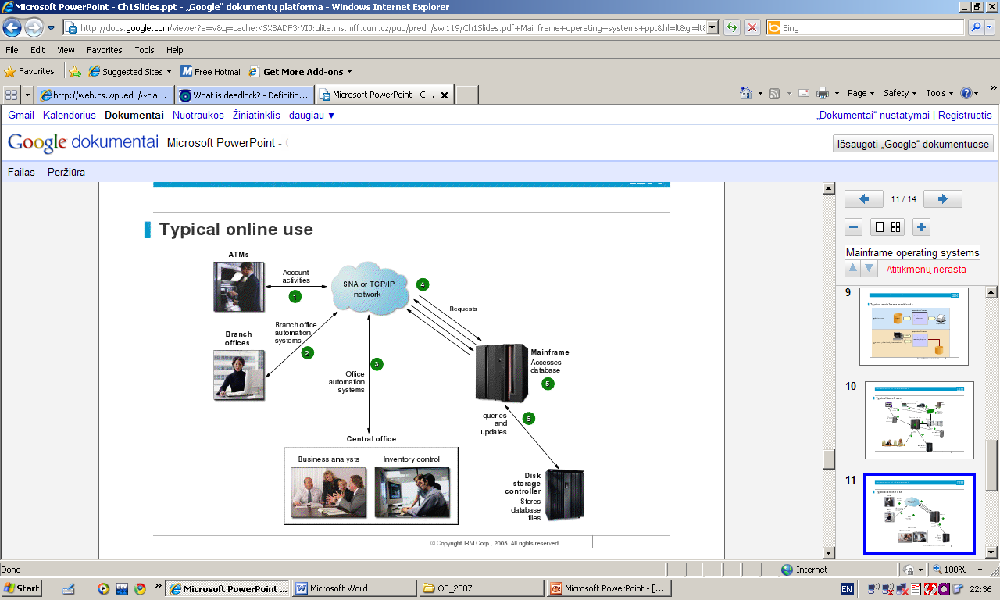 Microsoft PowerPoint - Ch1Slides.ppt - „Google“ dokumentų platforma - Windows Internet Explorer
http://docs.google.com/viewer?a=v&q=cache:KSXBADF3rVIJ:ulita.ms.mff.cuni.cz/pub/predn/swi119/Ch1Slides.pdf+Mainframe+operating+systems+ppt&hl=lt&gl=lt&
Bing
File Edit View Favorites Tools Help
Favorites Suggested Sites Free Hotmail Get More Add-ons
http://web.cs.wpi.edu/~cla... What is deadlock? - Definitio... Microsoft PowerPoint - C... Page Safety Tools
Gmail Kalendorius Dokumentai Nuotraukos Žiniatinklis daugiau ▼ „Dokumentai“ nustatymai | Registruotis
Google dokumentai Microsoft PowerPoint - Išsaugoti „Google“ dokumentuose
Failas Peržiūra
Typical online use
ATMs
Account
activities
1
SNA or TCP/IP
network
4
Requests
Branch
offices
Branch office
automation
systems
2
Office
automation
systems
3
Mainframe
Accesses
database
5
queries
and
updates
6
Central office
Business analysts Inventory control
Disk
storage
controller
Stores
database
files
© Copyright IBM Corp., 2005. All rights reserved.
11 / 14
Mainframe operating systems
Atitikmenų nerasta
9
10
11
Typical online use
Done Internet 100%
Start Microsoft PowerPoint ... Microsoft Word OS_2007 Microsoft PowerPoint - [... EN 22:36